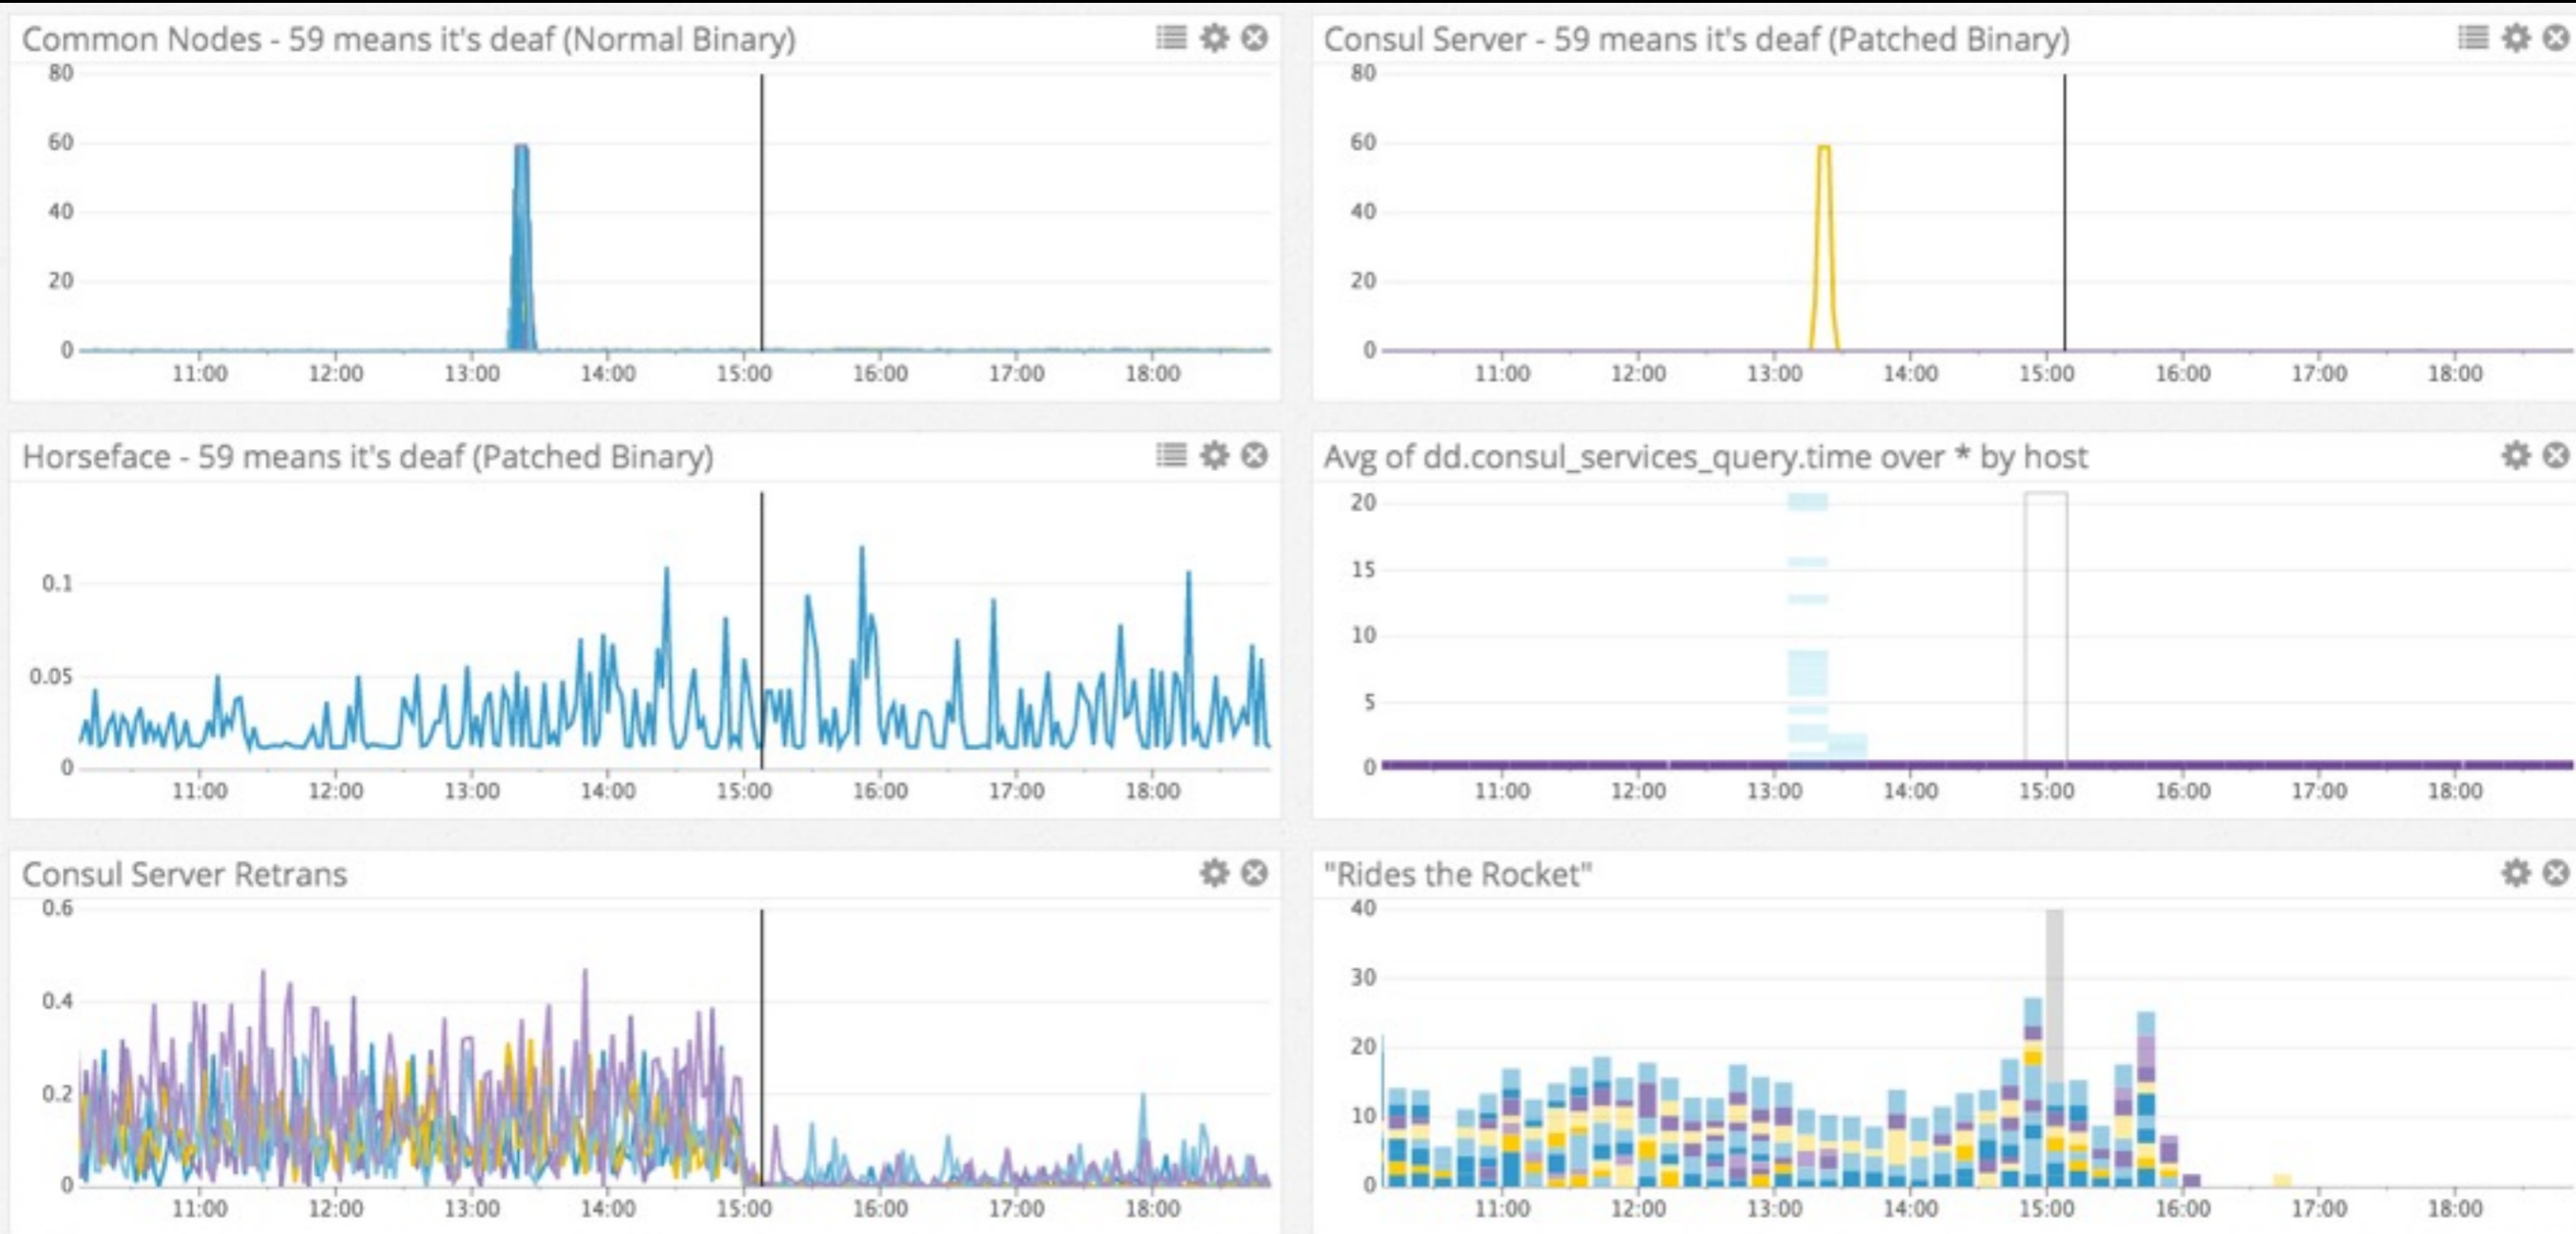 Common Nodes - 59 means it's deaf (Normal Binary)
80
60
40
20
0
11:00 12:00 13:00 14:00 15:00 16:00 17:00 18:00
Consul Server - 59 means it's deaf (Patched Binary)
80
60
40
20
0
11:00 12:00 13:00 14:00 15:00 16:00 17:00 18:00
Horseface - 59 means it's deaf (Patched Binary)
0.1
0.05
0
11:00 12:00 13:00 14:00 15:00 16:00 17:00 18:00
Avg of dd.consul_services_query.time over * by host
20
15
10
5
0
11:00 12:00 13:00 14:00 15:00 16:00 17:00 18:00
Consul Server Retrans
0.6
0.4
0.2
0
11:00 12:00 13:00 14:00 15:00 16:00 17:00 18:00
"Rides the Rocket"
40
30
20
10
0
11:00 12:00 13:00 14:00 15:00 16:00 17:00 18:00